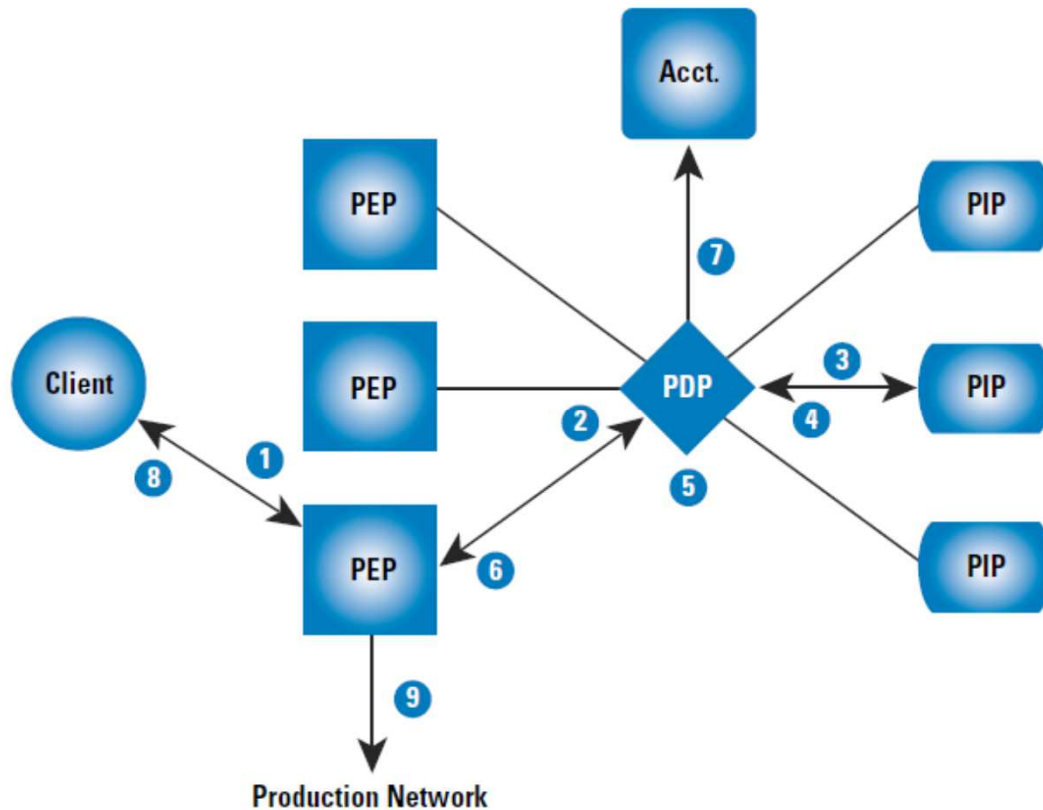 Acct.
PEP
PIP
7
Client
PEP
PDP
3
PIP
4
2
1
8
5
PEP
6
PIP
9
Production Network